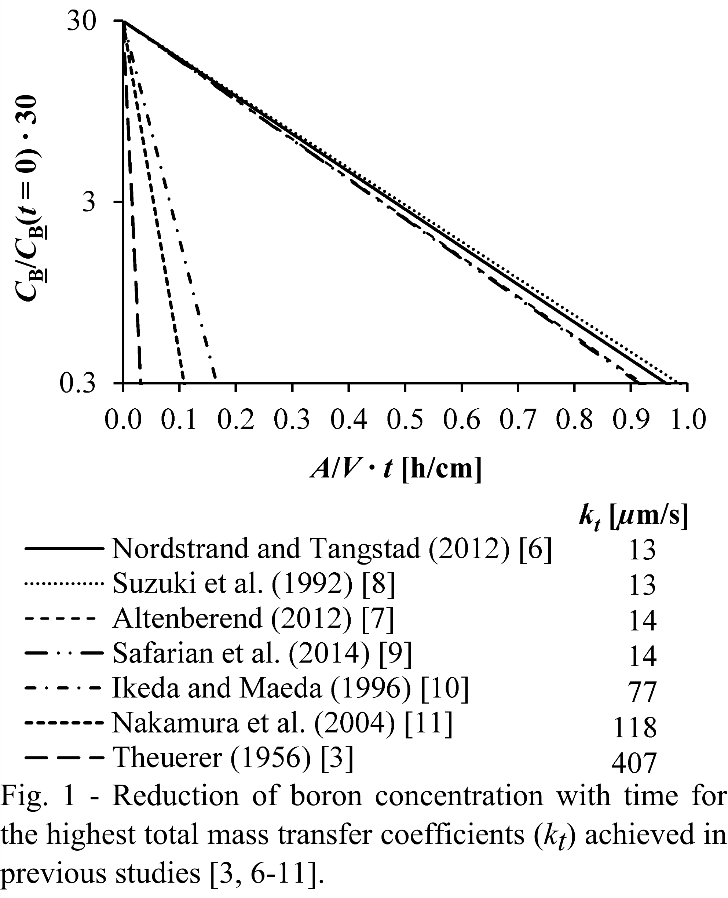 30
3
0.3
C_B/C_B(t = 0) · 30
0.0 0.1 0.2 0.3 0.4 0.5 0.6 0.7 0.8 0.9 1.0
A/V · t [h/cm]
k_t [μm/s]
Nordstrand and Tangstad (2012) [6] 13
Suzuki et al. (1992) [8] 13
Altenberend (2012) [7] 14
Safarian et al. (2014) [9] 14
Ikeda and Maeda (1996) [10] 77
Nakamura et al. (2004) [11] 118
Theuerer (1956) [3] 407
Fig. 1 - Reduction of boron concentration with time for
the highest total mass transfer coefficients (k_t) achieved in
previous studies [3, 6-11].